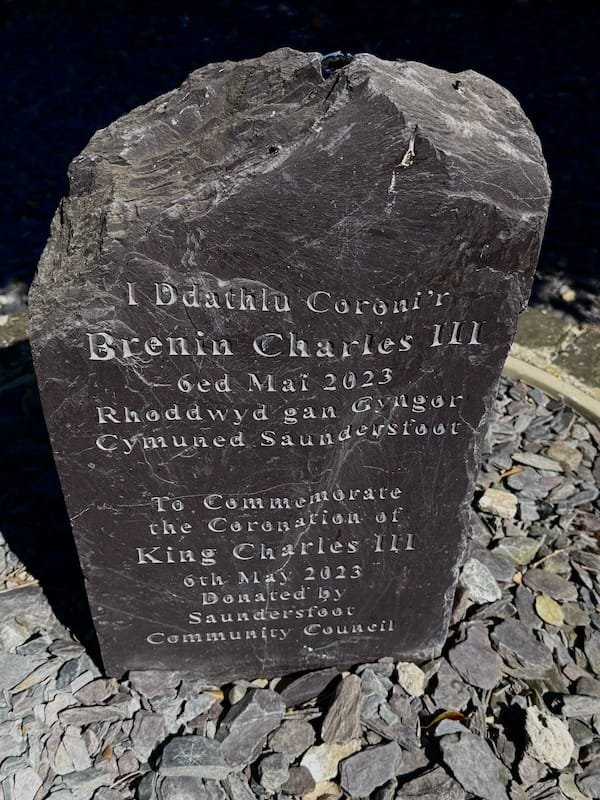 I Ddathlu Coroni'r
Brenin Charles III
6ed Mai 2023
Rhoddwyd gan Gyngor
Cymuned Saundersfoot
To Commemorate
the Coronation of
King Charles III
6th May 2023
Donated by
Saundersfoot
Community Council